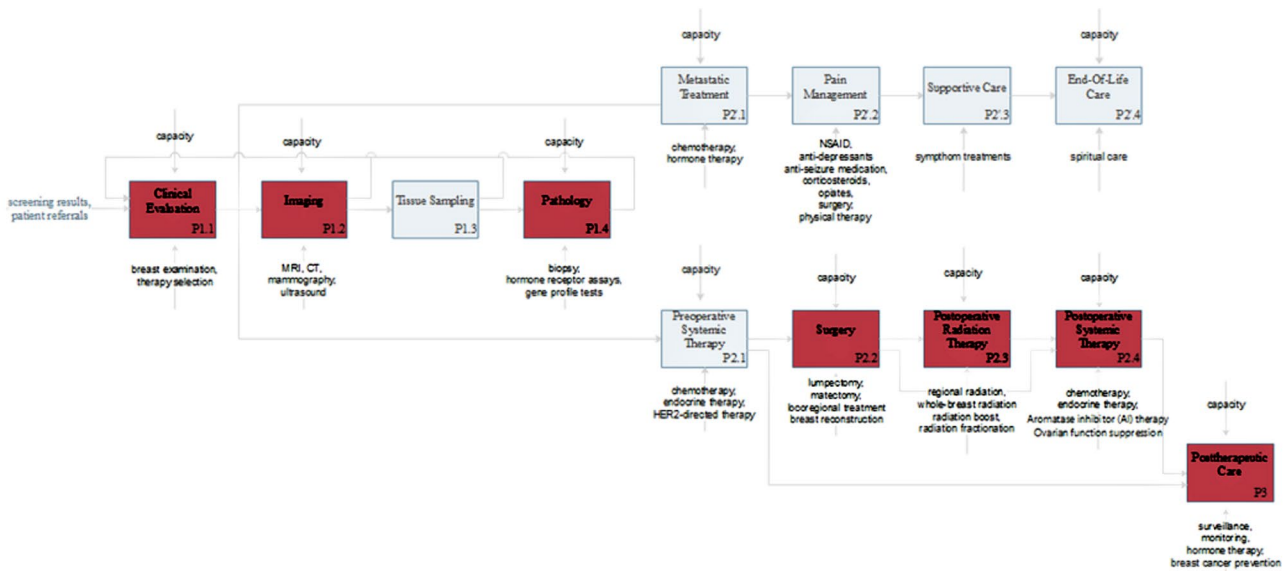 capacity
capacity
Metastatic
Treatment
P2'.1
Pain
Management
P2'.2
Supportive Care
P2'.3
End-Of-Life
Care
P2'.4
chemotherapy,
hormone therapy
NSAID,
anti-depressants
anti-seizure medication,
corticosteroids,
opiates,
surgery,
physical therapy
sympthom treatments
spiritual care
capacity
capacity
capacity
screening results,
patient referrals
Clinical
Evaluation
P1.1
Imaging
P1.2
Tissue Sampling
P1.3
Pathology
P1.4
breast examination,
therapy selection
MRI, CT,
mammography,
ultrasound
biopsy,
hormone receptor assays,
gene profile tests
capacity
capacity
capacity
capacity
Preoperative
Systemic
Therapy
P2.1
Surgery
P2.2
Postoperative
Radiation
Therapy
P2.3
Postoperative
Systemic
Therapy
P2.4
chemotherapy,
endocrine therapy,
HER2-directed therapy
lumpectomy,
matectomy,
locoregional treatment
breast reconstruction
regional radiation,
whole-breast radiation
radiation boost,
radiation fractionation
chemotherapy,
endocrine therapy,
Aromatase inhibitor (AI) therapy
Ovarian function suppression
capacity
Posttherapeutic
Care
P3
surveillance,
monitoring,
hormone therapy,
breast cancer prevention